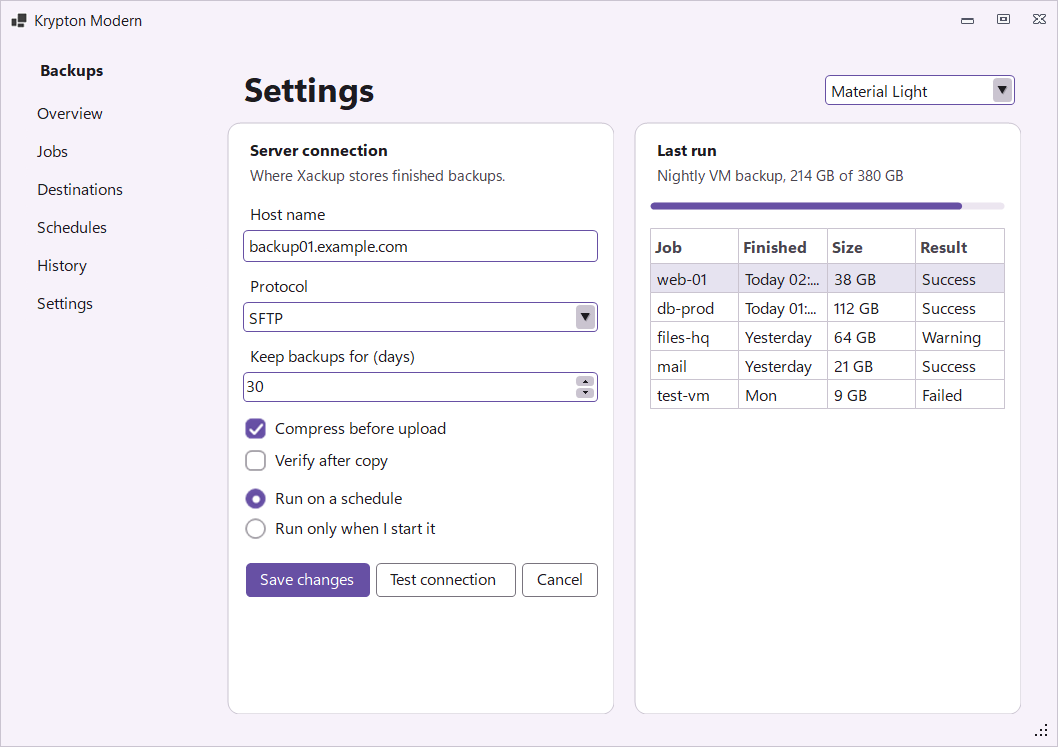 Krypton Modern
Backups
Overview
Jobs
Destinations
Schedules
History
Settings
Settings
Material Light
Server connection
Where Xackup stores finished backups.
Host name
backup01.example.com
Protocol
SFTP
Keep backups for (days)
30
Compress before upload
Verify after copy
Run on a schedule
Run only when I start it
Save changes Test connection Cancel
Last run
Nightly VM backup, 214 GB of 380 GB
Job Finished Size Result
web-01 Today 02:... 38 GB Success
db-prod Today 01:... 112 GB Success
files-hq Yesterday 64 GB Warning
mail Yesterday 21 GB Success
test-vm Mon 9 GB Failed